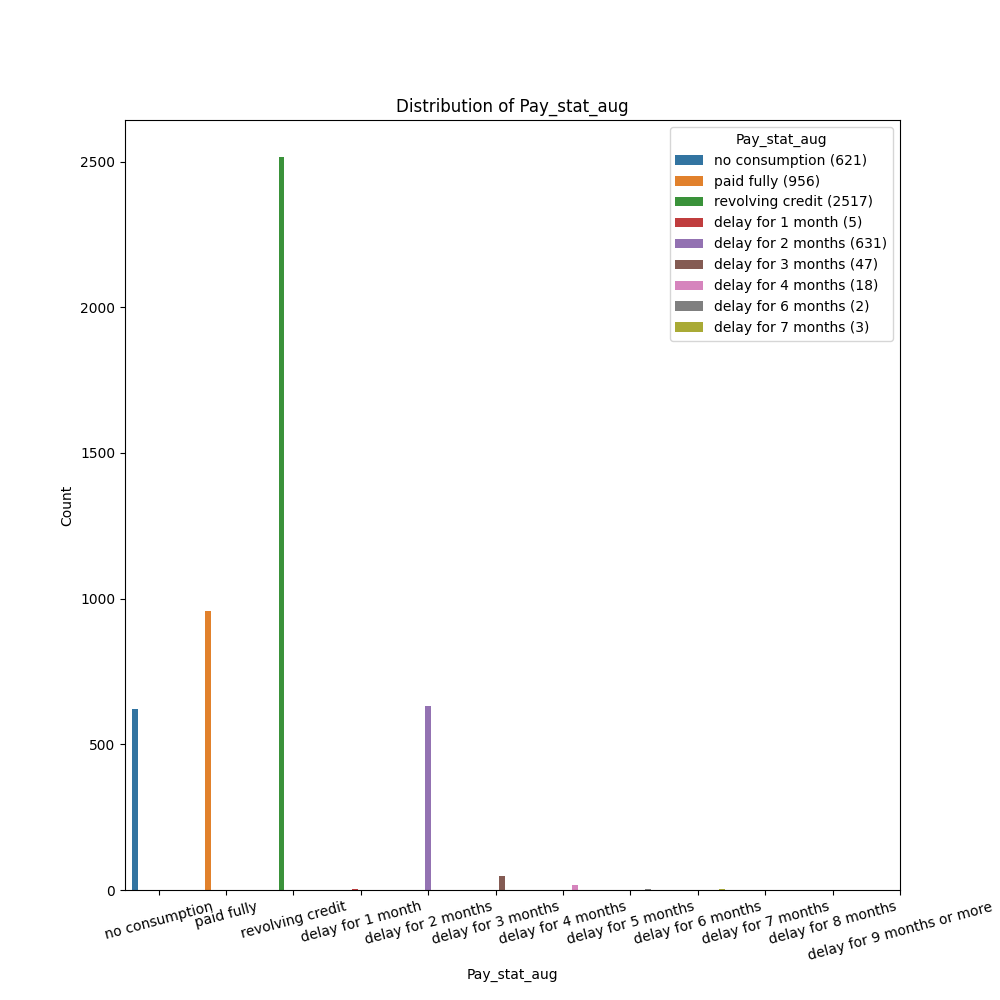 Distribution of Pay_stat_aug
Pay_stat_aug
no consumption (621)
paid fully (956)
revolving credit (2517)
delay for 1 month (5)
delay for 2 months (631)
delay for 3 months (47)
delay for 4 months (18)
delay for 6 months (2)
delay for 7 months (3)
Count
2500
2000
1500
1000
500
0
no consumption
paid fully
revolving credit
delay for 1 month
delay for 2 months
delay for 3 months
delay for 4 months
delay for 5 months
delay for 6 months
delay for 7 months
delay for 8 months
delay for 9 months or more
Pay_stat_aug